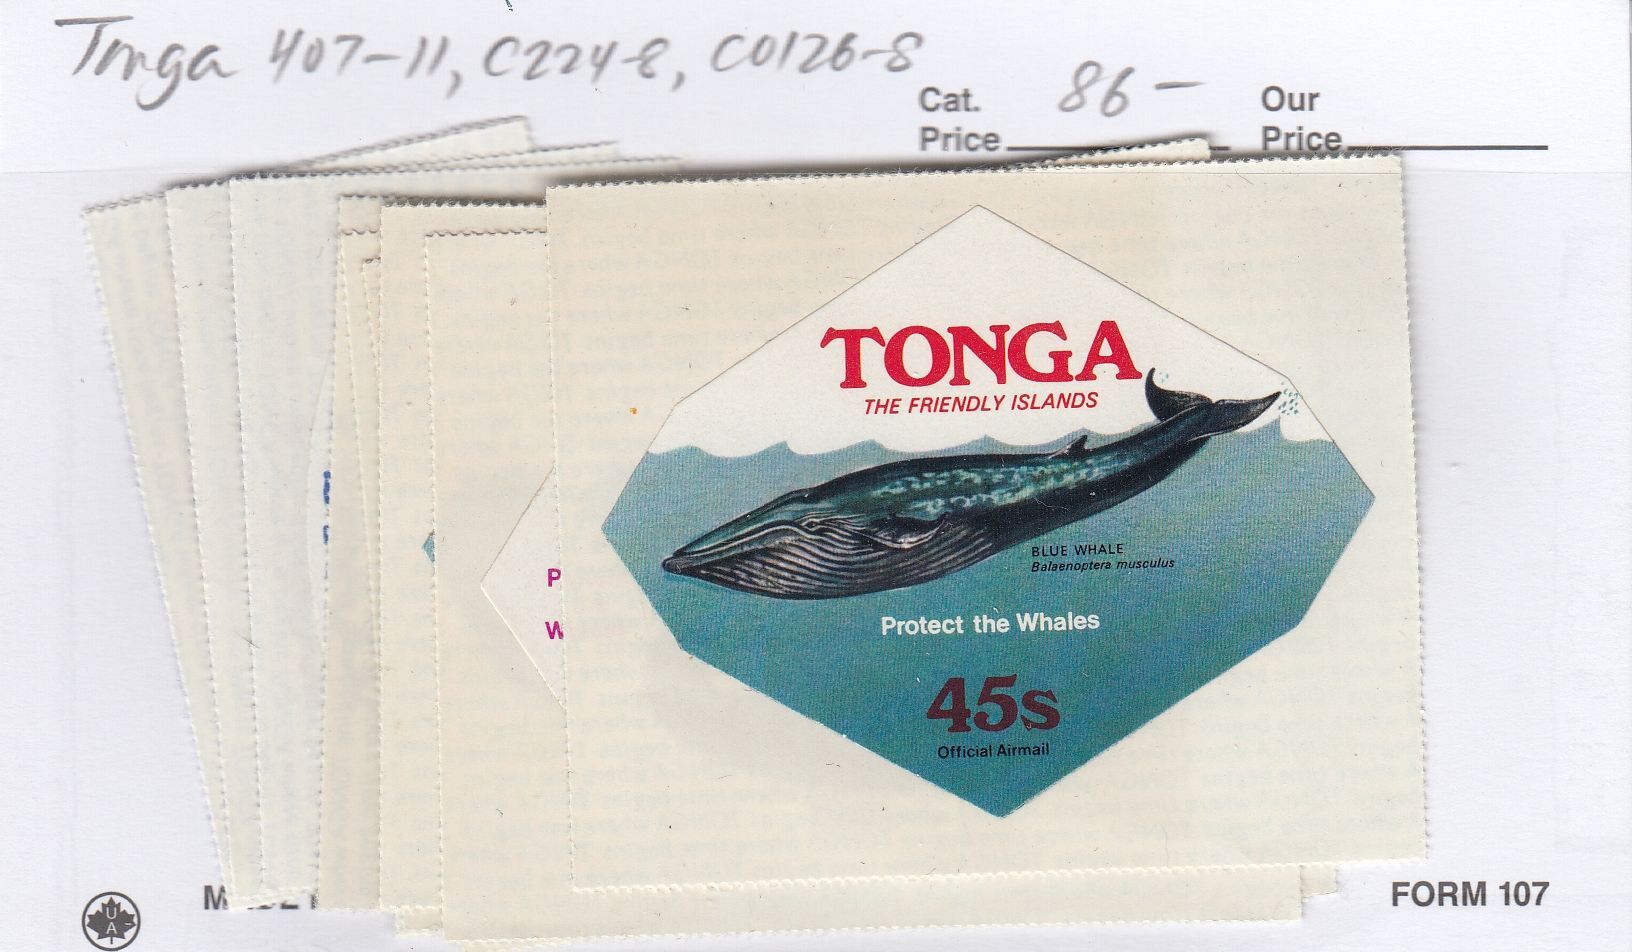 Tonga 407-11, C224-8, CO126-8
Cat. Price 86- Our Price
TONGA
THE FRIENDLY ISLANDS
BLUE WHALE
Balaenoptera musculus
Protect the Whales
45s
Official Airmail
P
W
UA
FORM 107